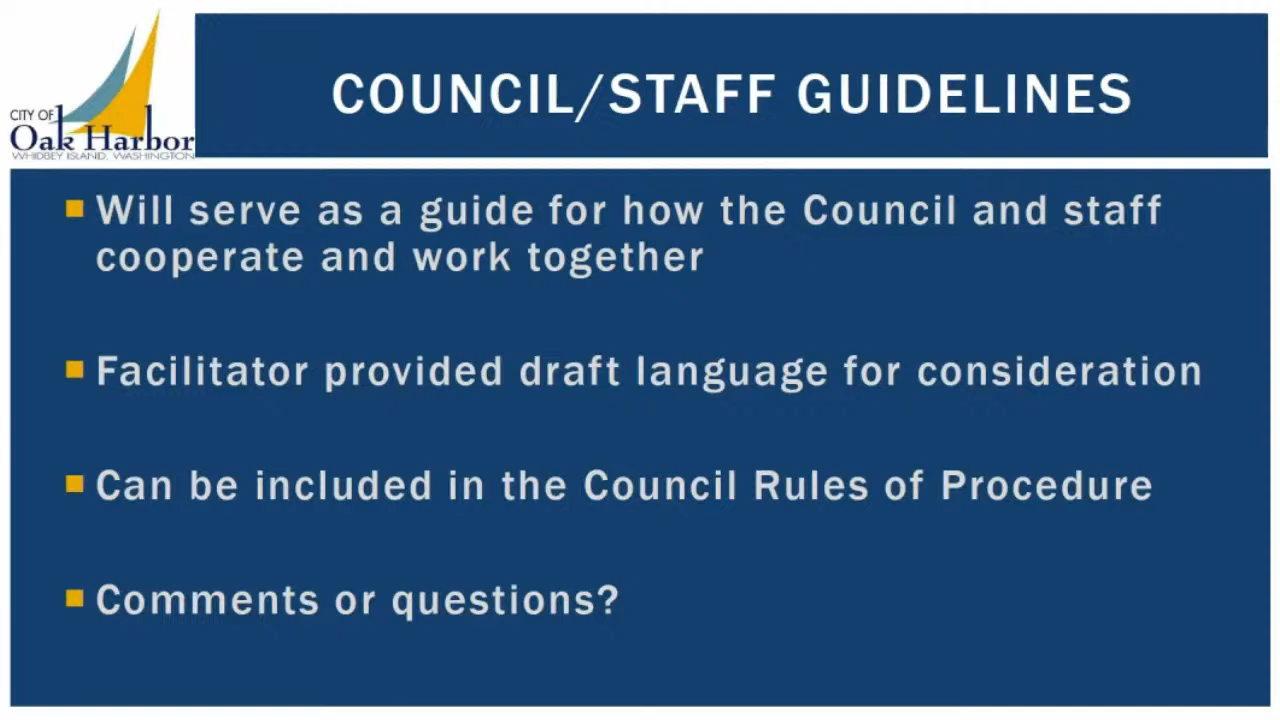 CITY OF
Oak Harbor
WHIDBEY ISLAND, WASHINGTON
COUNCIL/STAFF GUIDELINES
Will serve as a guide for how the Council and staff
cooperate and work together
Facilitator provided draft language for consideration
Can be included in the Council Rules of Procedure
Comments or questions?